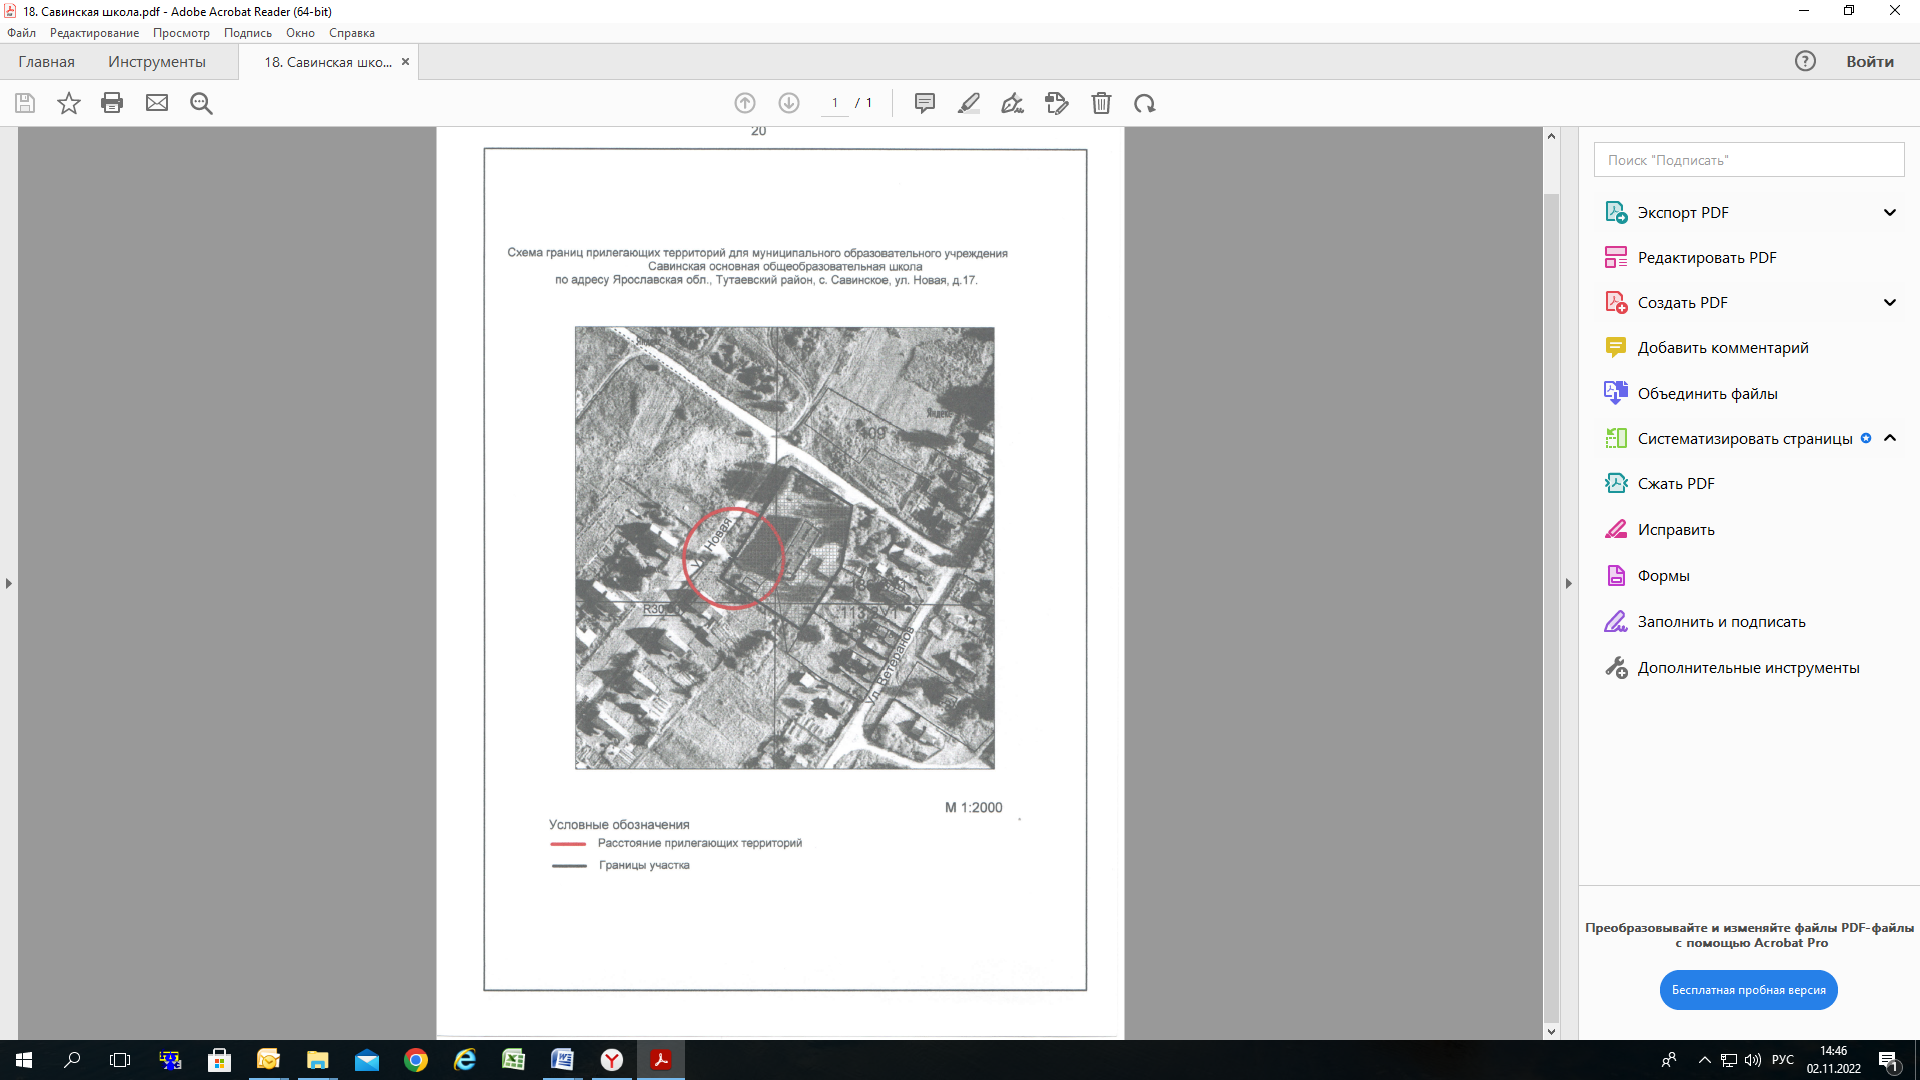 18. Савинская школа.pdf - Adobe Acrobat Reader (64-bit)
Файл Редактирование Просмотр Подпись Окно Справка
Главная Инструменты 18. Савинская шко... × Войти
1 / 1
20
Схема границ прилегающих территорий для муниципального образовательного учреждения
Савинская основная общеобразовательная школа
по адресу Ярославская обл., Тутаевский район, с. Савинское, ул. Новая, д.17.
Яндекс
Ул. Новая
R30,00
Ул. Ветеранов
М 1:2000
Условные обозначения
Расстояние прилегающих территорий
Границы участка
Поиск "Подписать"
Экспорт PDF
Редактировать PDF
Создать PDF
Добавить комментарий
Объединить файлы
Систематизировать страницы
Сжать PDF
Исправить
Формы
Заполнить и подписать
Дополнительные инструменты
Преобразовывайте и изменяйте файлы PDF-файлы
с помощью Acrobat Pro
Бесплатная пробная версия
РУС
14:46
02.11.2022
1